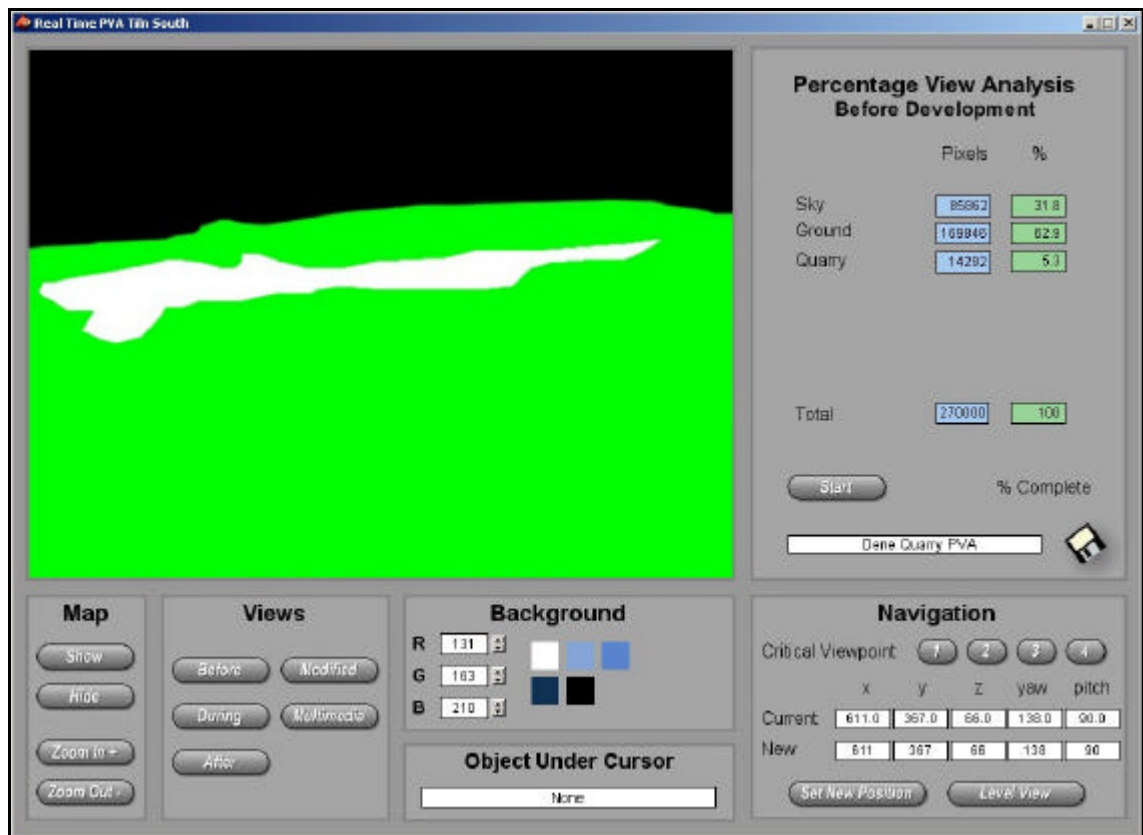 Real Time PVA Tiln South
Percentage View Analysis
Before Development
Pixels %
Sky 85862 31.8
Ground 169846 62.9
Quarry 14292 5.3
Total 270000 100
Start % Complete
Dene Quarry PVA
Map
Show
Hide
Zoom In +
Zoom Out -
Views
Before Modified
During Multimedia
After
Background
R 131
G 163
B 210
Object Under Cursor
None
Navigation
Critical Viewpoint 1 2 3 4
x y z yaw pitch
Current 611.0 367.0 66.0 138.0 90.0
New 611 367 66 138 90
Set New Position Level View